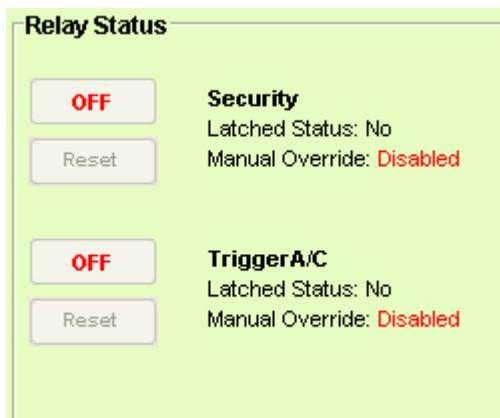 Relay Status
OFF
Security
Latched Status: No
Reset
Manual Override: Disabled
OFF
TriggerA/C
Latched Status: No
Reset
Manual Override: Disabled